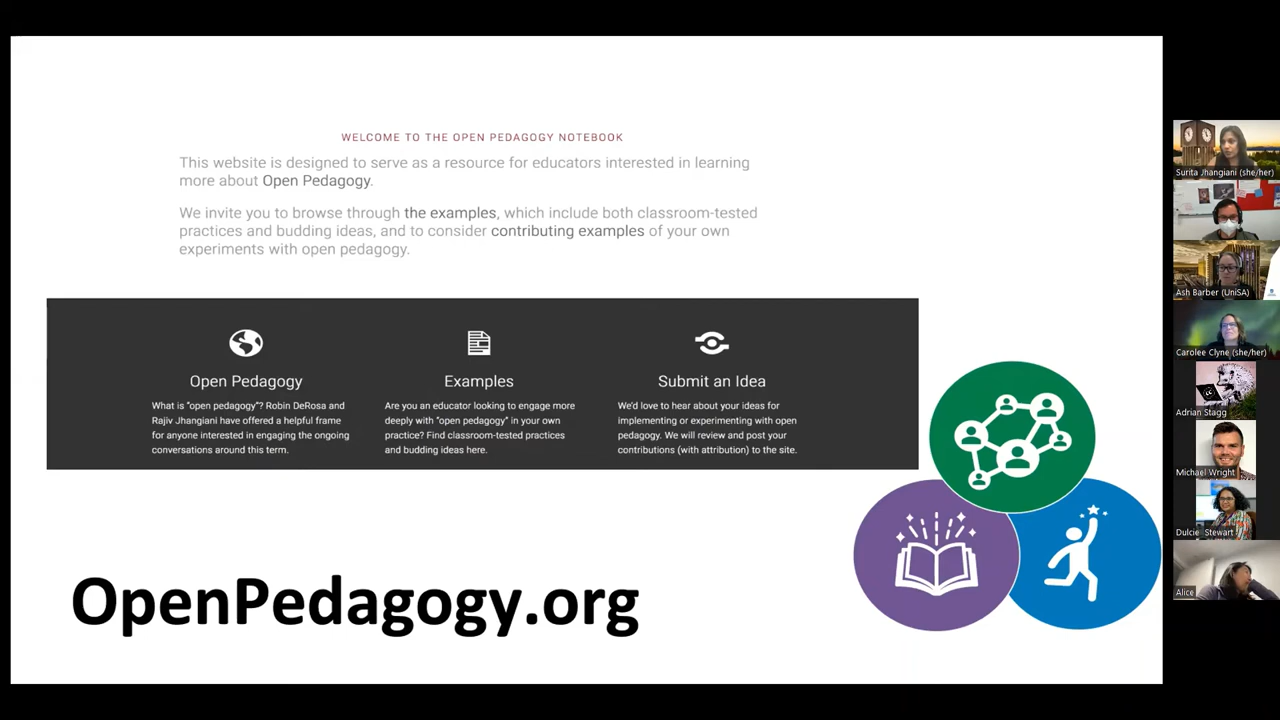 WELCOME TO THE OPEN PEDAGOGY NOTEBOOK
This website is designed to serve as a resource for educators interested in learning
more about Open Pedagogy.
We invite you to browse through the examples, which include both classroom-tested
practices and budding ideas, and to consider contributing examples of your own
experiments with open pedagogy.
Open Pedagogy
What is "open pedagogy"? Robin DeRosa and
Rajiv Jhangiani have offered a helpful frame
for anyone interested in engaging the ongoing
conversations around this term.
Examples
Are you an educator looking to engage more
deeply with "open pedagogy" in your own
practice? Find classroom-tested practices
and budding ideas here.
Submit an Idea
We'd love to hear about your ideas for
implementing or experimenting with open
pedagogy. We will review and post your
contributions (with attribution) to the site.
OpenPedagogy.org
Surita Jhangiani (she/her)
Ash Barber (UniSA)
Carolee Clyne (she/her)
Adrian Stagg
Michael Wright
Dulcie Stewart
Alice